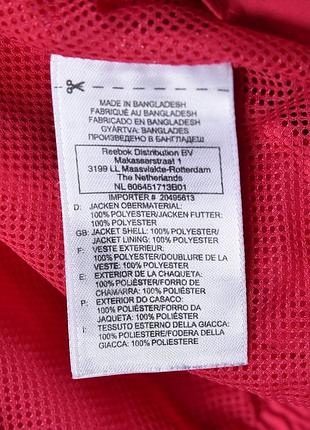 MADE IN BANGLADESH
FABRIQUÉ AU BANGLADESH
FABRICADO EN BANGLADESH
GYÁRTVA: BANGLADES
ПРОИЗВЕДЕНО В БАНГЛАДЕШ
Reebok Distribution BV
Makassarstraat 1
3199 LL Maasvlakte-Rotterdam
The Netherlands
NL 806451713B01
IMPORTER # 20495813
D: JACKEN OBERMATERIAL:
100% POLYESTER/JACKEN FUTTER:
100% POLYESTER
GB: JACKET SHELL: 100% POLYESTER/
JACKET LINING: 100% POLYESTER
F: VESTE EXTERIEUR:
100% POLYESTER/DOUBLURE DE LA
VESTE: 100% POLYESTER
E: EXTERIOR DE LA CHAQUETA:
100% POLIÉSTER/FORRO DE
CHAMARRA: 100% POLIÉSTER
P: EXTERIOR DO CASACO:
100% POLIÉSTER/FORRO DA
JAQUETA: 100% POLIÉSTER
I: TESSUTO ESTERNO DELLA GIACCA:
100% POLIESTERE/FODERA DELLA
GIACCA: 100% POLIESTERE